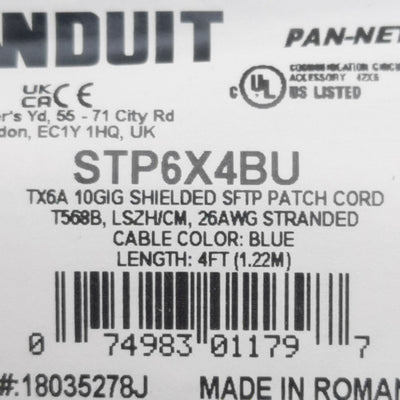 NDUIT
PAN-NET
UK CA CE
c UL US LISTED
COMMUNICATION CIRCUIT
ACCESSORY 47X6
er's Yd, 55 - 71 City Rd
don, EC1Y 1HQ, UK
STP6X4BU
TX6A 10GIG SHIELDED SFTP PATCH CORD
T568B, LSZH/CM, 26AWG STRANDED
CABLE COLOR: BLUE
LENGTH: 4FT (1.22M)
0 74983 01179 7
#:18035278J
MADE IN ROMAN